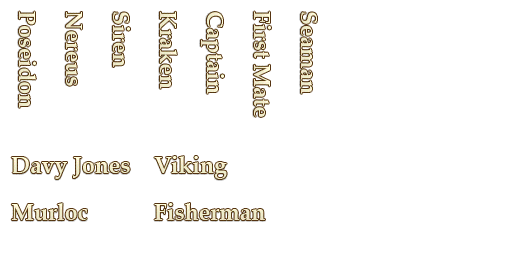 Poseidon
Nereus
Siren
Kraken
Captain
First Mate
Seaman
Davy Jones Viking
Murloc Fisherman